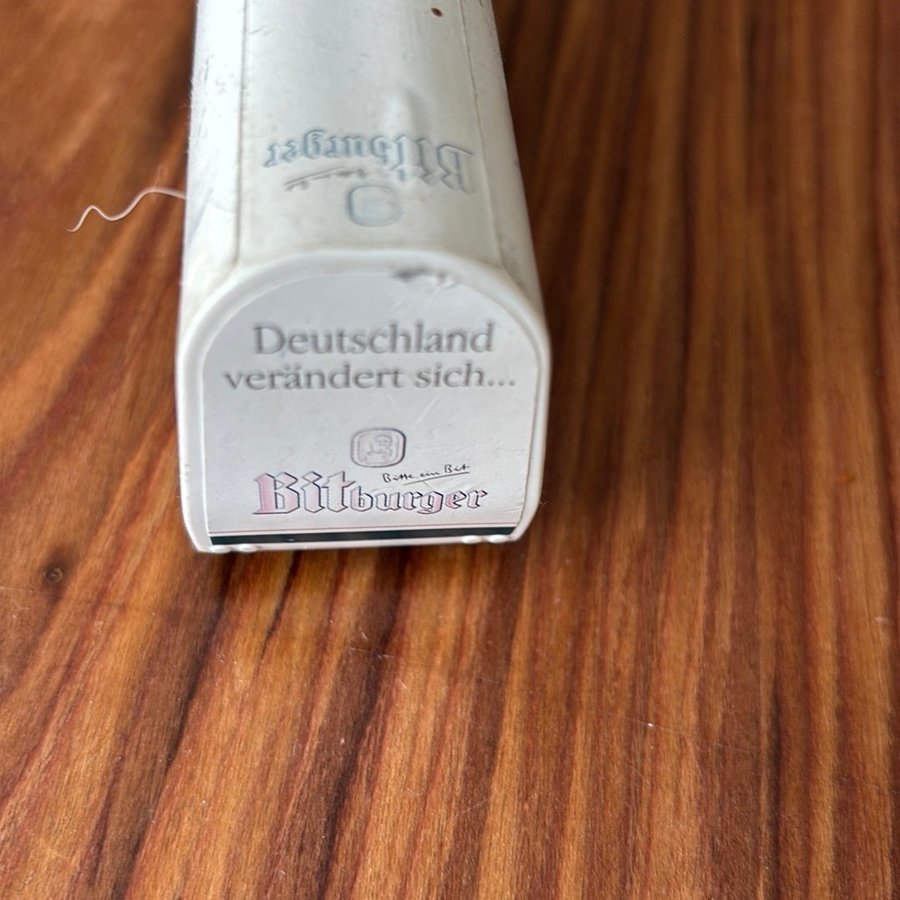 Bitburger
Deutschland
verändert sich...
Bitte ein Bit
Bitburger